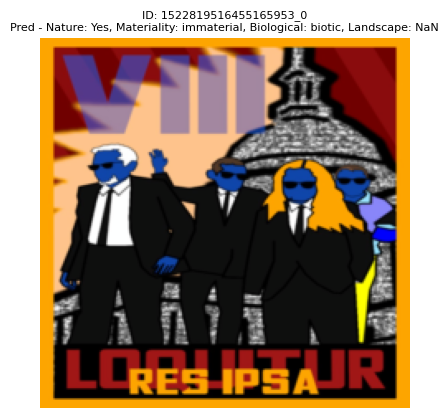 ID: 1522819516455165953_0
Pred - Nature: Yes, Materiality: immaterial, Biological: biotic, Landscape: NaN
VIII.
LOQUITUR
RES IPSA